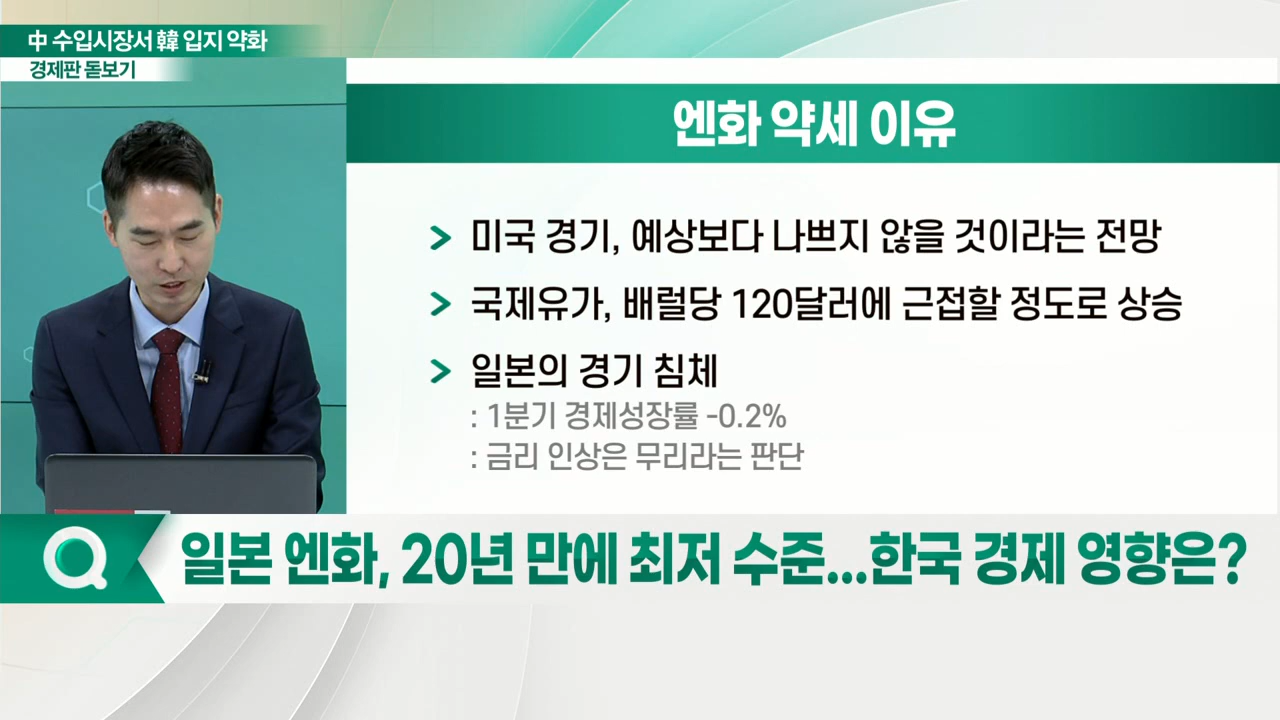 中 수입시장서 韓 입지 약화
경제판 돋보기
엔화 약세 이유
> 미국 경기, 예상보다 나쁘지 않을 것이라는 전망
> 국제유가, 배럴당 120달러에 근접할 정도로 상승
> 일본의 경기 침체
: 1분기 경제성장률 -0.2%
: 금리 인상은 무리라는 판단
Q 일본 엔화, 20년 만에 최저 수준...한국 경제 영향은?